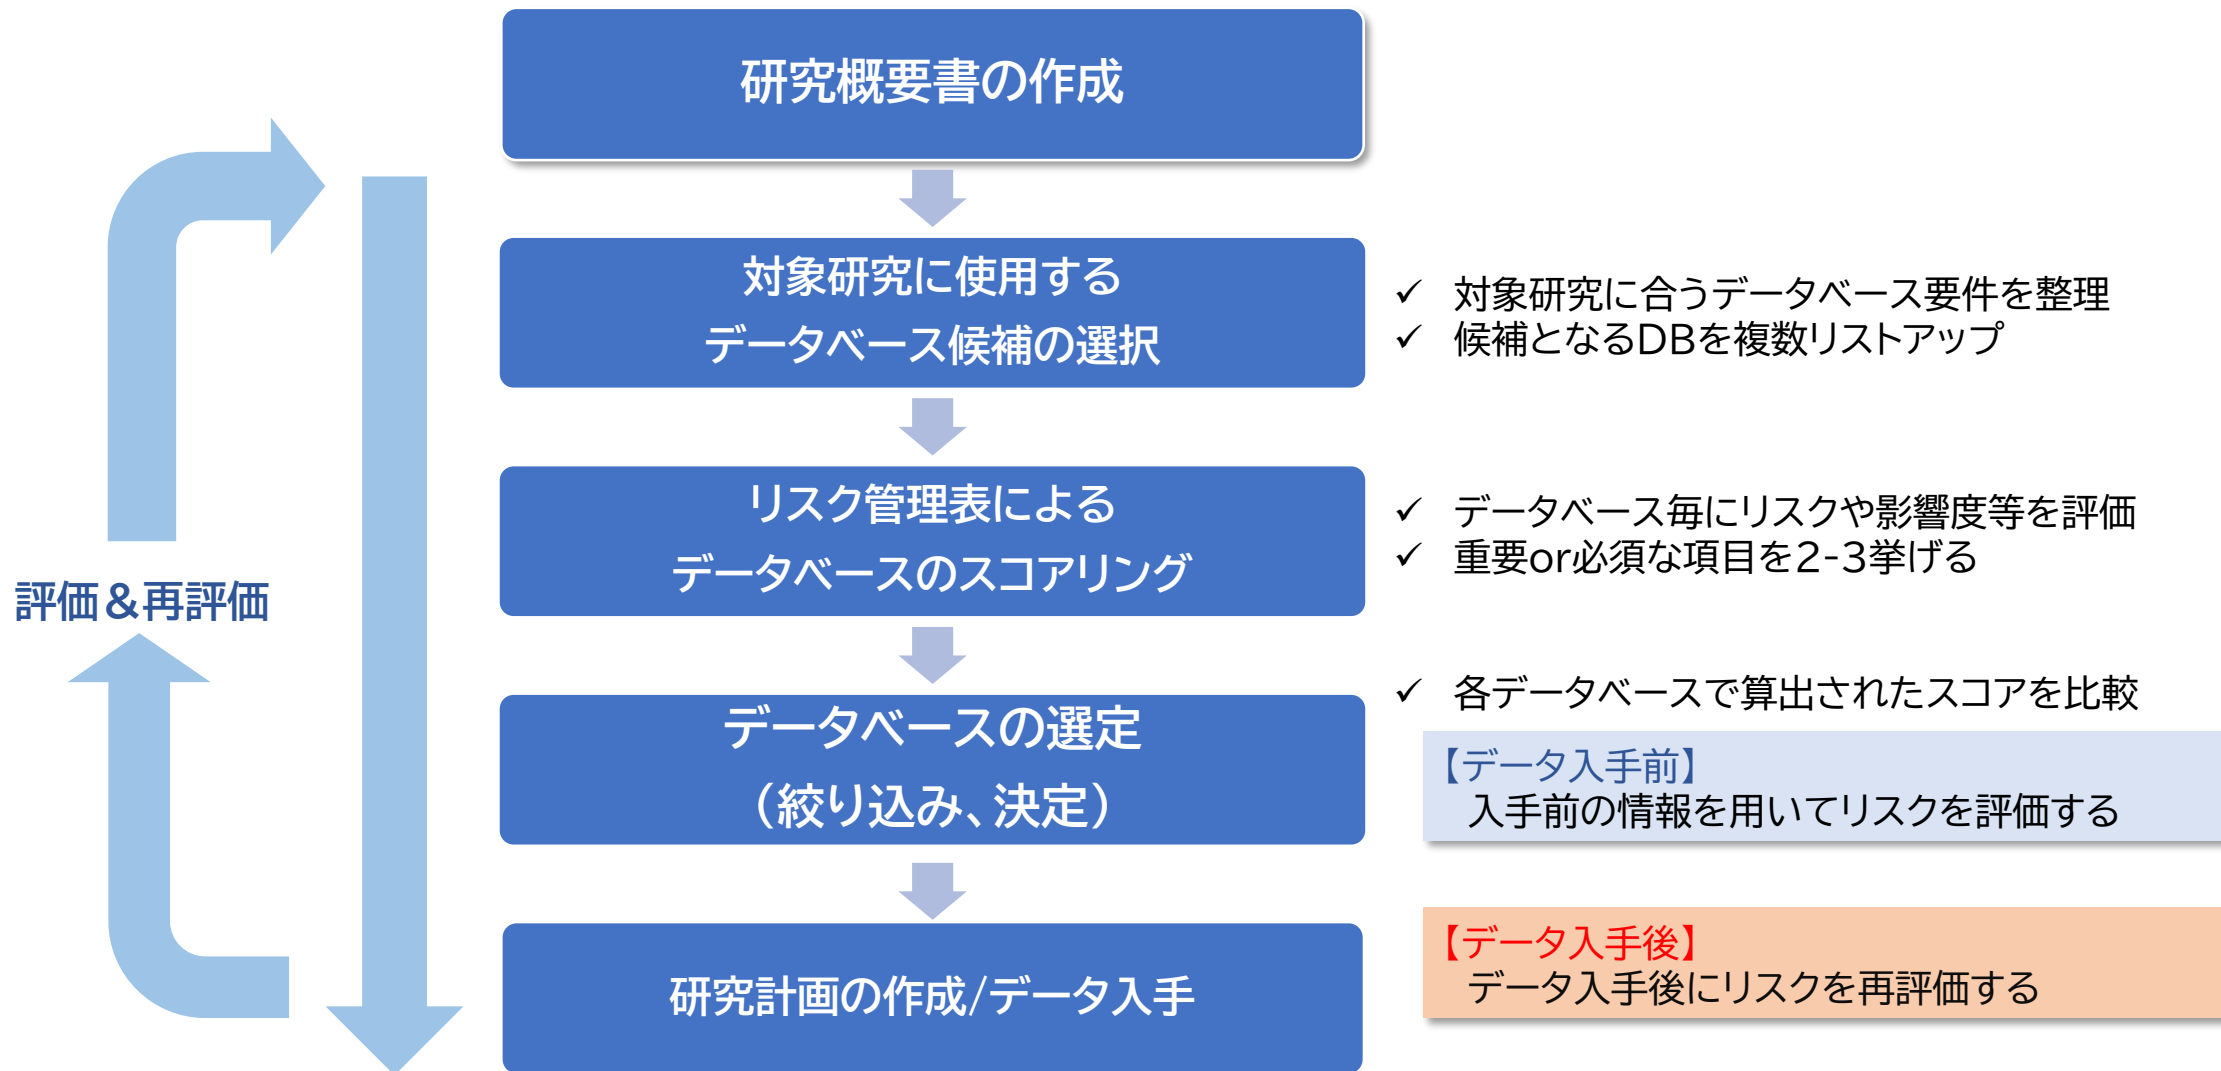 研究概要書の作成
対象研究に使用する
データベース候補の選択
✓ 対象研究に合うデータベース要件を整理
✓ 候補となるDBを複数リストアップ
リスク管理表による
データベースのスコアリング
✓ データベース毎にリスクや影響度等を評価
✓ 重要or必須な項目を2-3挙げる
評価&再評価
データベースの選定
（絞り込み、決定）
✓ 各データベースで算出されたスコアを比較
【データ入手前】
入手前の情報を用いてリスクを評価する
研究計画の作成/データ入手
【データ入手後】
データ入手後にリスクを再評価する